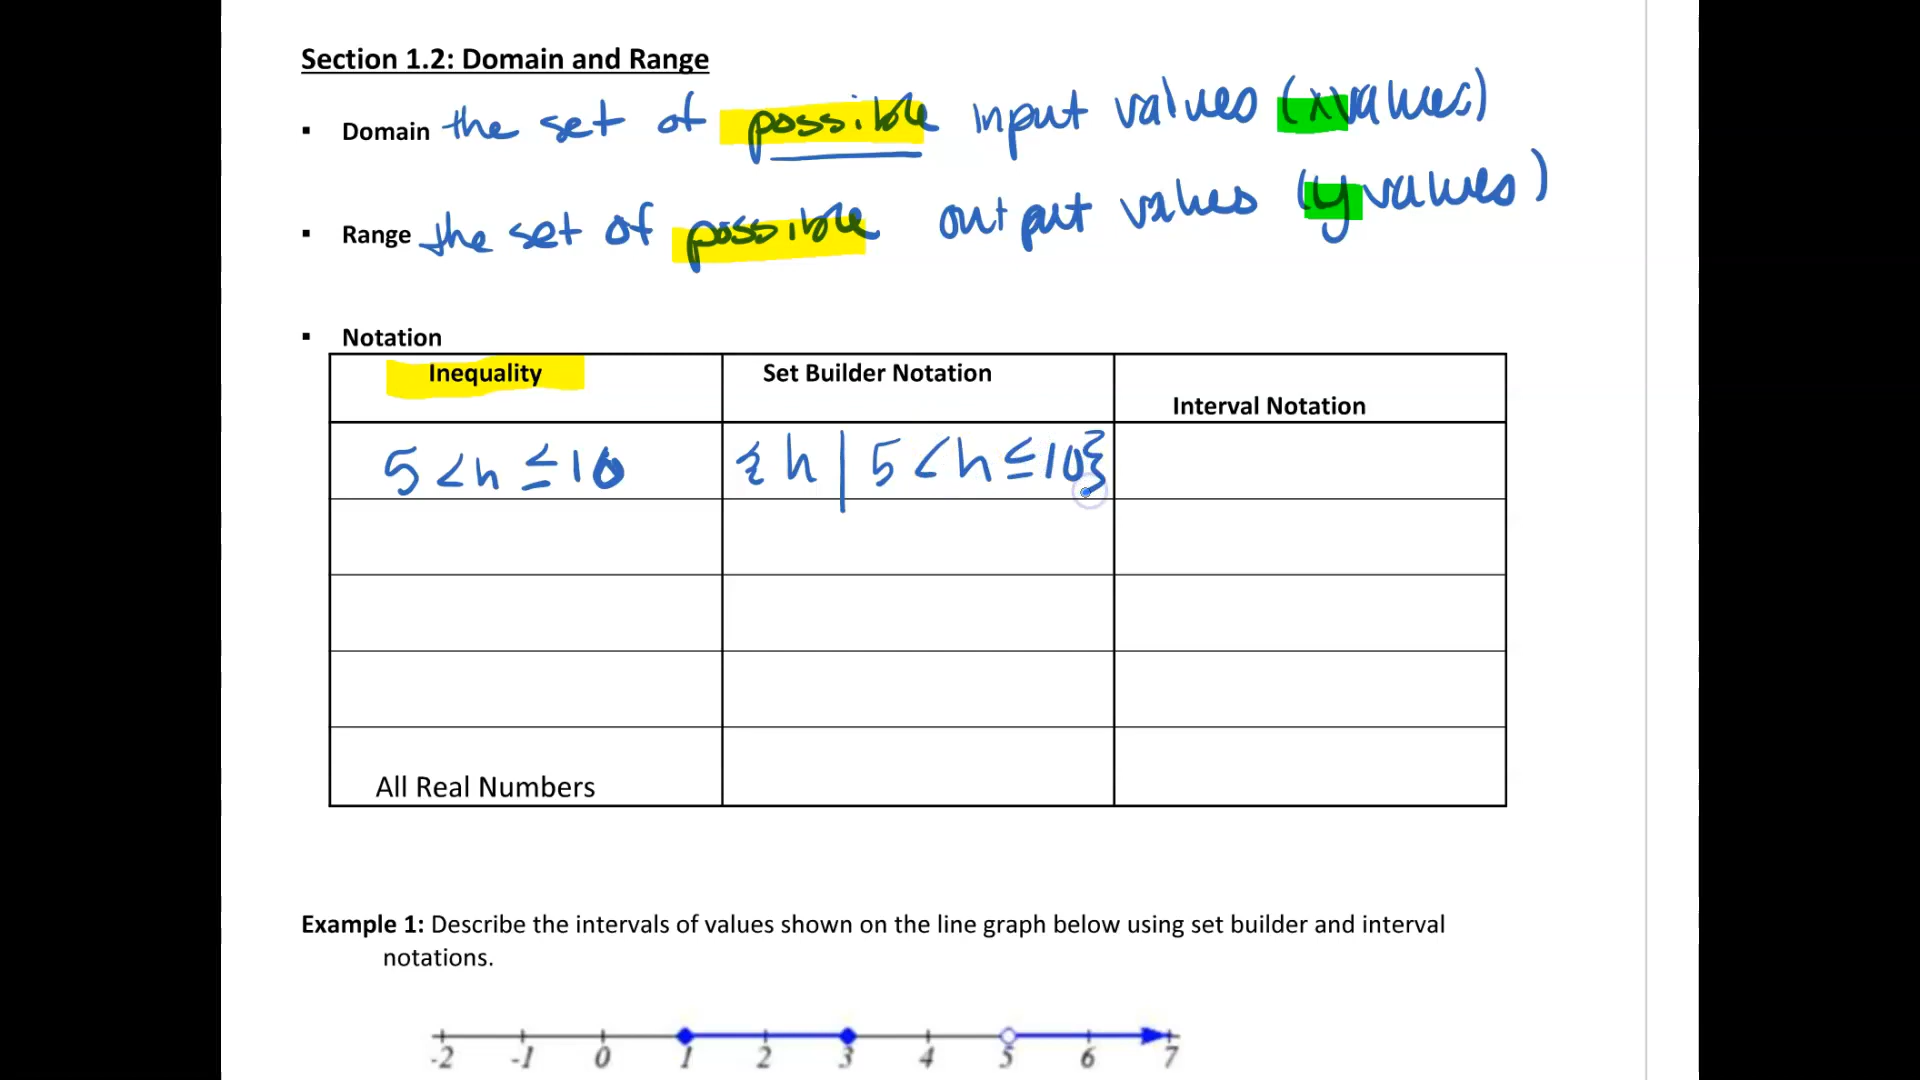 Section 1.2: Domain and Range
▪ Domain the set of possible input values (x values)
▪ Range the set of possible output values (y values)
▪ Notation
Inequality Set Builder Notation Interval Notation
5 < h ≤ 10 { h | 5 < h ≤ 10 }
All Real Numbers
Example 1: Describe the intervals of values shown on the line graph below using set builder and interval
notations.
-2 -1 0 1 2 3 4 5 6 7